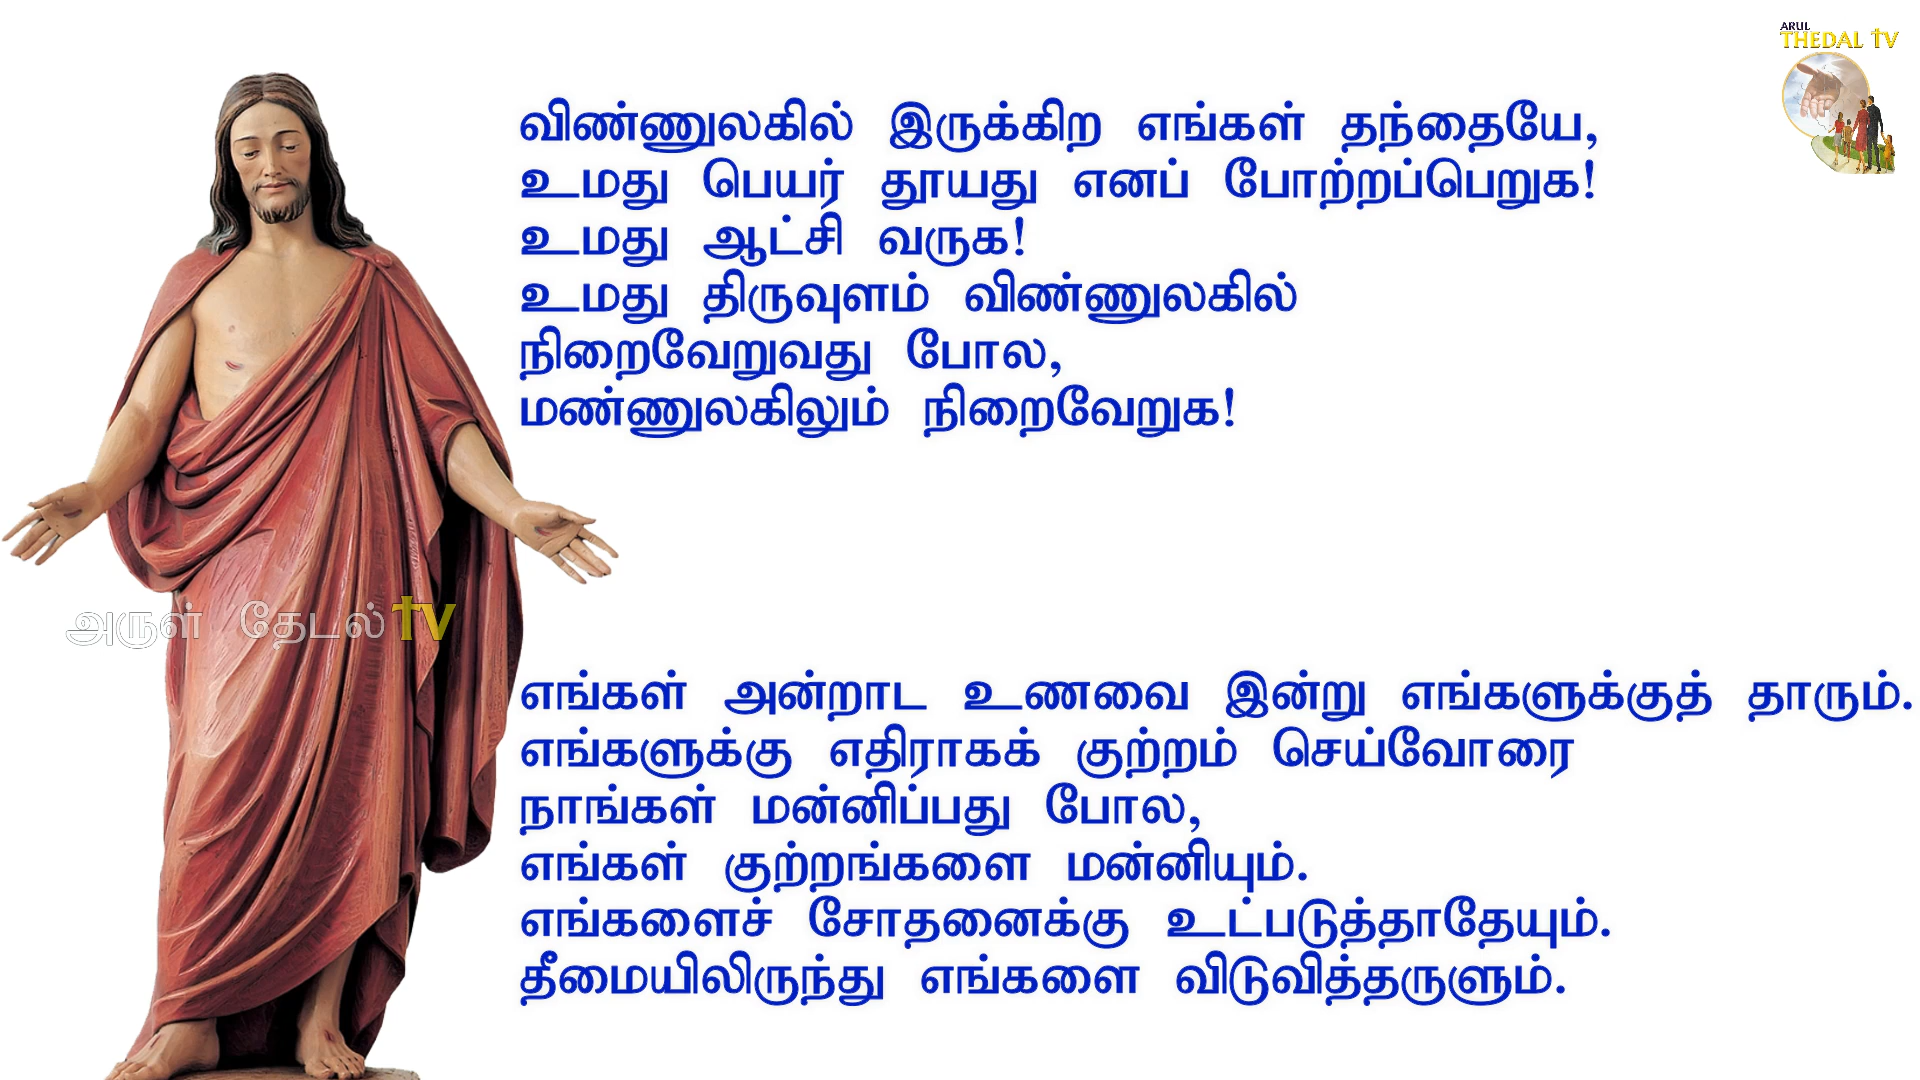 ARUL
THEDAL TV
விண்ணுலகில் இருக்கிற எங்கள் தந்தையே,
உமது பெயர் தூயது எனப் போற்றப்பெறுக!
உமது ஆட்சி வருக!
உமது திருவுளம் விண்ணுலகில்
நிறைவேறுவது போல,
மண்ணுலகிலும் நிறைவேறுக!
அருள் தேடல் TV
எங்கள் அன்றாட உணவை இன்று எங்களுக்குத் தாரும்.
எங்களுக்கு எதிராகக் குற்றம் செய்வோரை
நாங்கள் மன்னிப்பது போல,
எங்கள் குற்றங்களை மன்னியும்.
எங்களைச் சோதனைக்கு உட்படுத்தாதேயும்.
தீமையிலிருந்து எங்களை விடுவித்தருளும்.